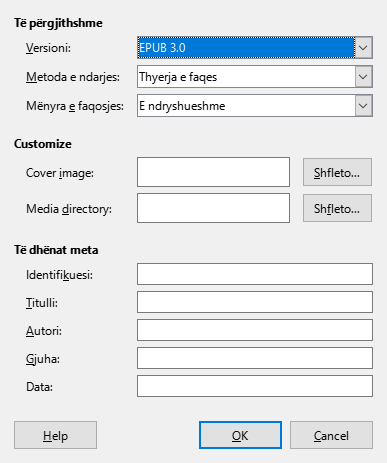 Të përgjithshme
Versioni: EPUB 3.0
Metoda e ndarjes: Thyerja e faqes
Mënyra e faqosjes: E ndryshueshme
Customize
Cover image: Shfleto...
Media directory: Shfleto...
Të dhënat meta
Identifikuesi:
Titulli:
Autori:
Gjuha:
Data:
Help OK Cancel